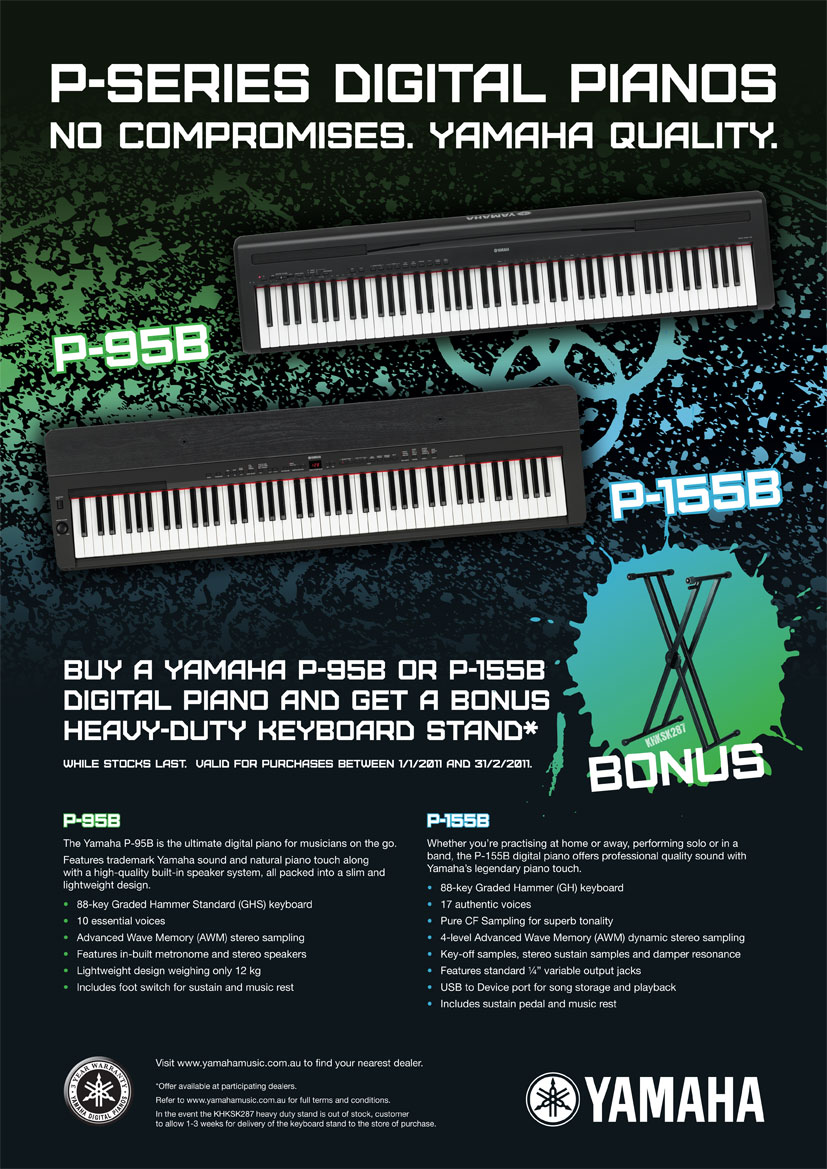 P-SERIES DIGITAL PIANOS
NO COMPROMISES. YAMAHA QUALITY.
YAMAHA
YAMAHA
P-95B
YAMAHA
P-155B
BUY A YAMAHA P-95B OR P-155B
DIGITAL PIANO AND GET A BONUS
HEAVY-DUTY KEYBOARD STAND*
WHILE STOCKS LAST. VALID FOR PURCHASES BETWEEN 1/1/2011 AND 31/2/2011.
KHKSK287
BONUS
P-95B
The Yamaha P-95B is the ultimate digital piano for musicians on the go.
Features trademark Yamaha sound and natural piano touch along
with a high-quality built-in speaker system, all packed into a slim and
lightweight design.
• 88-key Graded Hammer Standard (GHS) keyboard
• 10 essential voices
• Advanced Wave Memory (AWM) stereo sampling
• Features in-built metronome and stereo speakers
• Lightweight design weighing only 12 kg
• Includes foot switch for sustain and music rest
P-155B
Whether you're practising at home or away, performing solo or in a
band, the P-155B digital piano offers professional quality sound with
Yamaha's legendary piano touch.
• 88-key Graded Hammer (GH) keyboard
• 17 authentic voices
• Pure CF Sampling for superb tonality
• 4-level Advanced Wave Memory (AWM) dynamic stereo sampling
• Key-off samples, stereo sustain samples and damper resonance
• Features standard ¼" variable output jacks
• USB to Device port for song storage and playback
• Includes sustain pedal and music rest
3 YEAR WARRANTY
YAMAHA DIGITAL PIANOS
Visit www.yamahamusic.com.au to find your nearest dealer.
*Offer available at participating dealers.
Refer to www.yamahamusic.com.au for full terms and conditions.
In the event the KHKSK287 heavy duty stand is out of stock, customer
to allow 1-3 weeks for delivery of the keyboard stand to the store of purchase.
YAMAHA